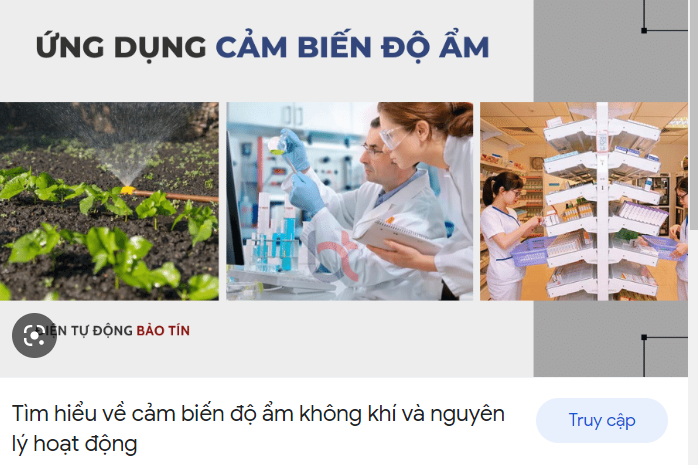 ỨNG DỤNG CẢM BIẾN ĐỘ ẨM
TỰ ĐỘNG BẢO TÍN
Tìm hiểu về cảm biến độ ẩm không khí và nguyên
lý hoạt động
Truy cập